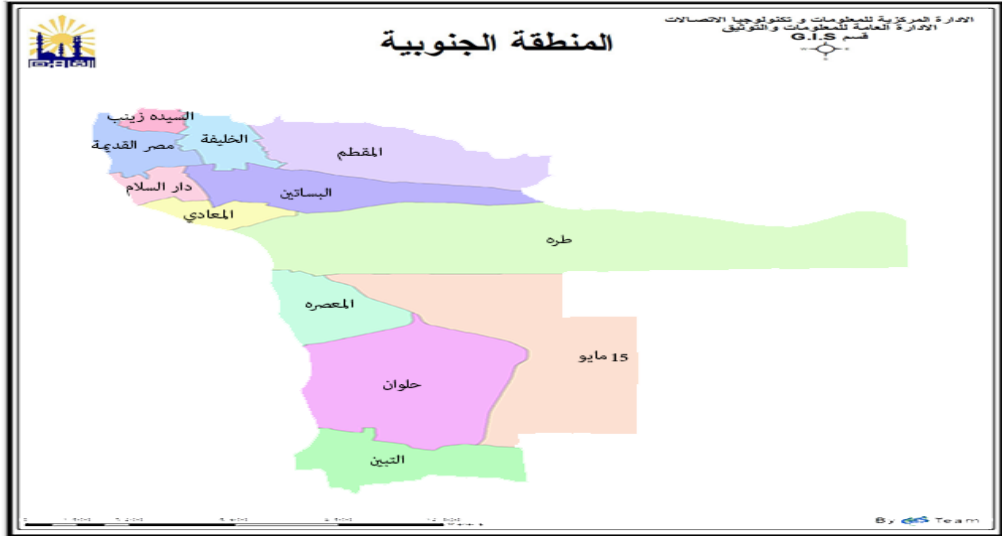 الادارة المركزية للمعلومات و تكنولوجيا الاتصالات
الادارة العامة للمعلومات والتوثيق
قسم G.I.S
المنطقة الجنوبية
السيده زينب
الخليفة
مصر القديمة
المقطم
دار السلام
البساتين
المعادي
طره
المعصره
15 مايو
حلوان
التبين
By GIS Team